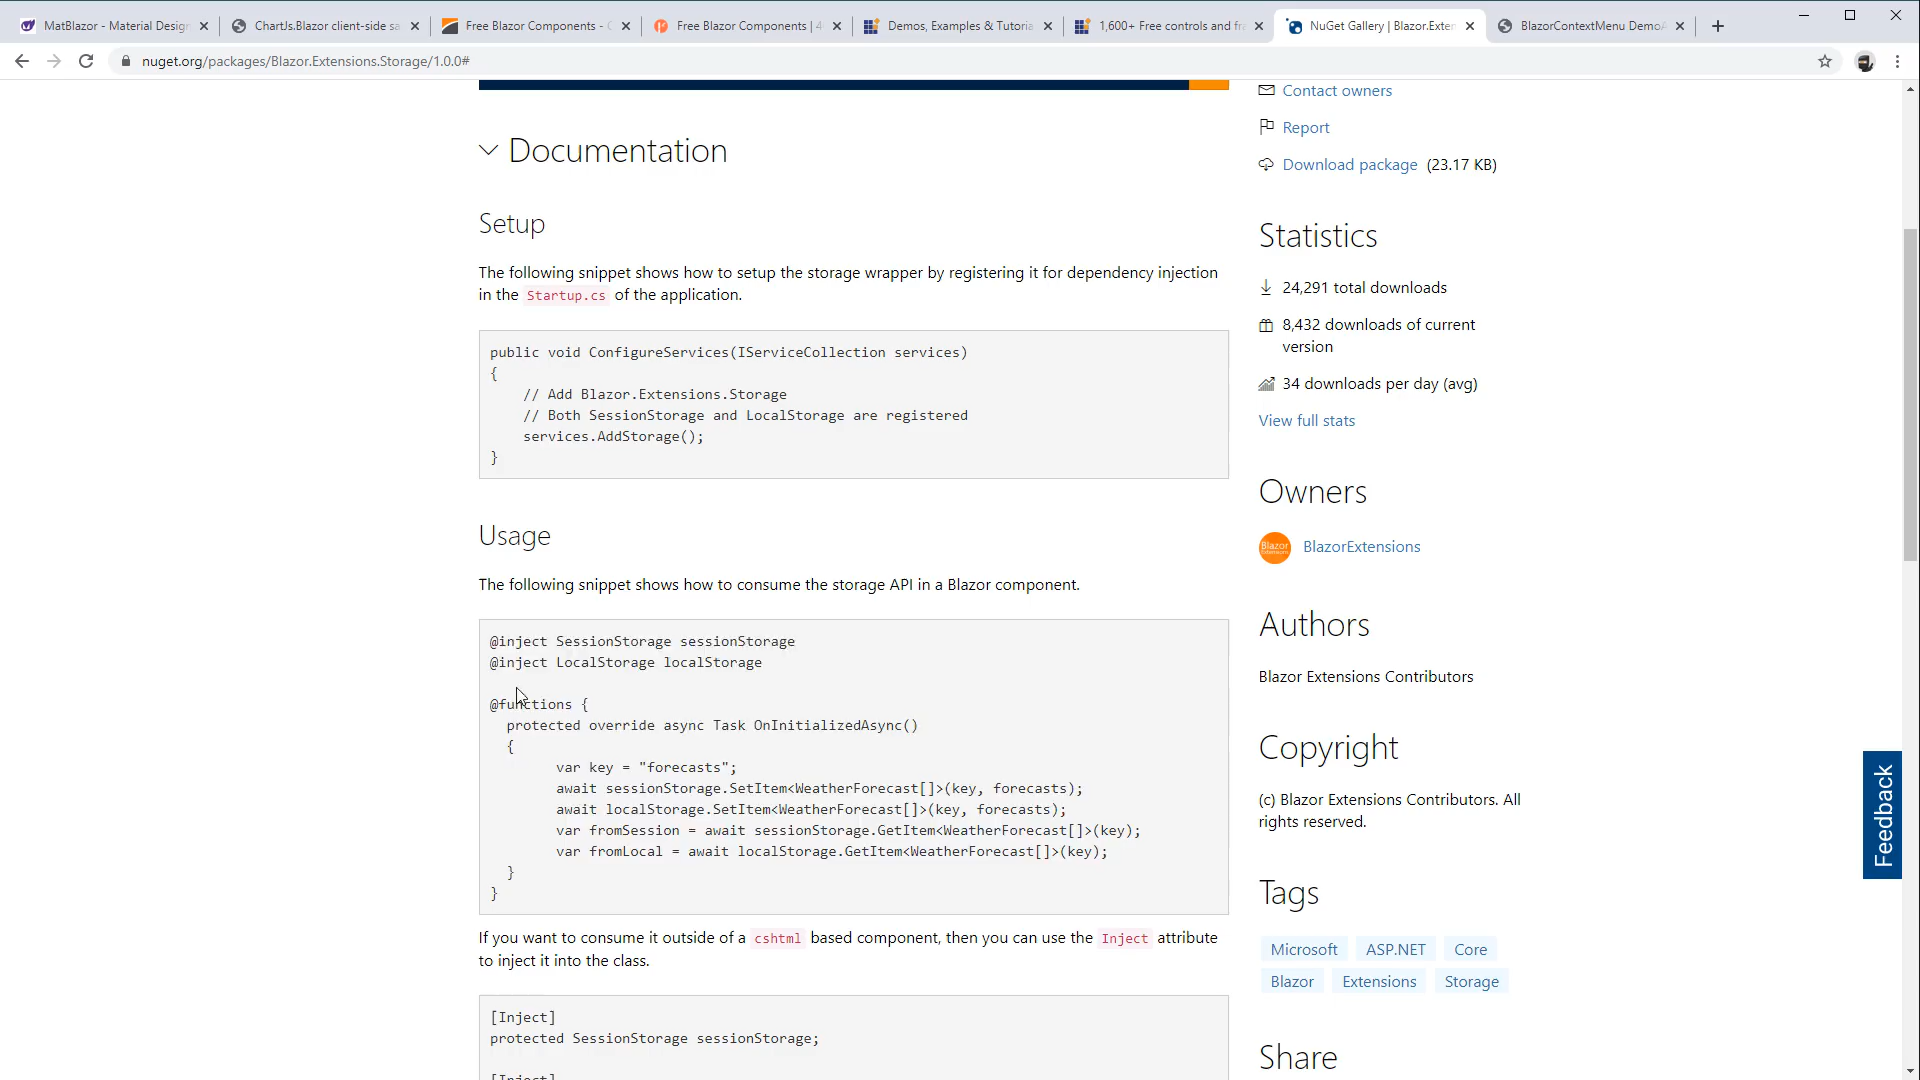 MatBlazor - Material Design
ChartJs.Blazor client-side sa
Free Blazor Components - 
Free Blazor Components | 4
Demos, Examples & Tutoria
1,600+ Free controls and fra
NuGet Gallery | Blazor.Exten
BlazorContextMenu DemoA
nuget.org/packages/Blazor.Extensions.Storage/1.0.0#
Documentation
Setup
The following snippet shows how to setup the storage wrapper by registering it for dependency injection
in the Startup.cs of the application.
public void ConfigureServices(IServiceCollection services)
{
// Add Blazor.Extensions.Storage
// Both SessionStorage and LocalStorage are registered
services.AddStorage();
}
Usage
The following snippet shows how to consume the storage API in a Blazor component.
@inject SessionStorage sessionStorage
@inject LocalStorage localStorage
@functions {
protected override async Task OnInitializedAsync()
{
var key = "forecasts";
await sessionStorage.SetItem<WeatherForecast[]>(key, forecasts);
await localStorage.SetItem<WeatherForecast[]>(key, forecasts);
var fromSession = await sessionStorage.GetItem<WeatherForecast[]>(key);
var fromLocal = await localStorage.GetItem<WeatherForecast[]>(key);
}
}
If you want to consume it outside of a cshtml based component, then you can use the Inject attribute
to inject it into the class.
[Inject]
protected SessionStorage sessionStorage;
[Inject]
Contact owners
Report
Download package (23.17 KB)
Statistics
24,291 total downloads
8,432 downloads of current
version
34 downloads per day (avg)
View full stats
Owners
Blazor
BlazorExtensions
Authors
Blazor Extensions Contributors
Copyright
(c) Blazor Extensions Contributors. All
rights reserved.
Tags
Microsoft ASP.NET Core
Blazor Extensions Storage
Share
Feedback